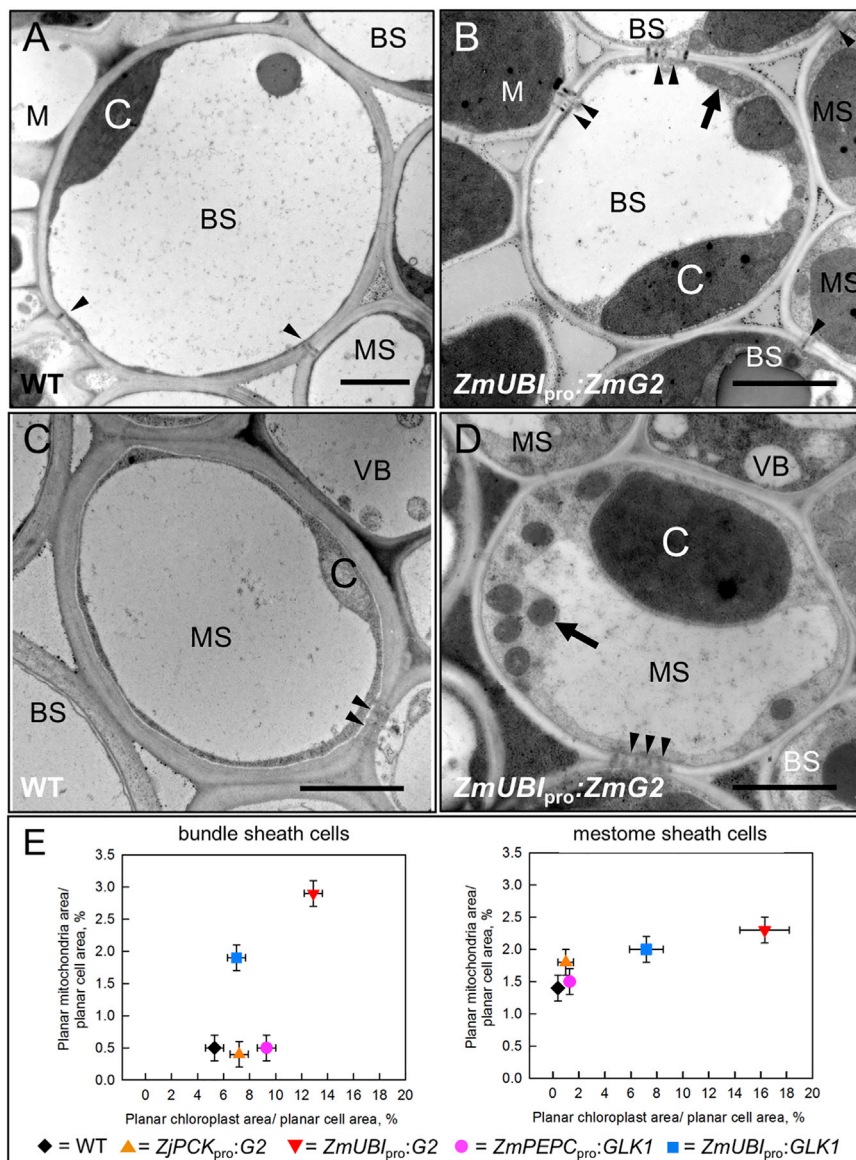 A
BS
M
C
BS
MS
WT
B
BS
M
MS
BS
C
MS
BS
ZmUBIpro:ZmG2
C
VB
C
MS
BS
WT
D
MS
VB
C
MS
BS
ZmUBIpro:ZmG2
E
bundle sheath cells
Planar mitochondria area/
planar cell area, %
3.5
3.0
2.5
2.0
1.5
1.0
0.5
0.0
0 2 4 6 8 10 12 14 16 18 20
Planar chloroplast area/ planar cell area, %
mestome sheath cells
Planar mitochondria area/
planar cell area, %
3.5
3.0
2.5
2.0
1.5
1.0
0.5
0.0
0 2 4 6 8 10 12 14 16 18 20
Planar chloroplast area/ planar cell area, %
= WT = ZjPCKpro:G2 = ZmUBIpro:G2 = ZmPEPCpro:GLK1 = ZmUBIpro:GLK1